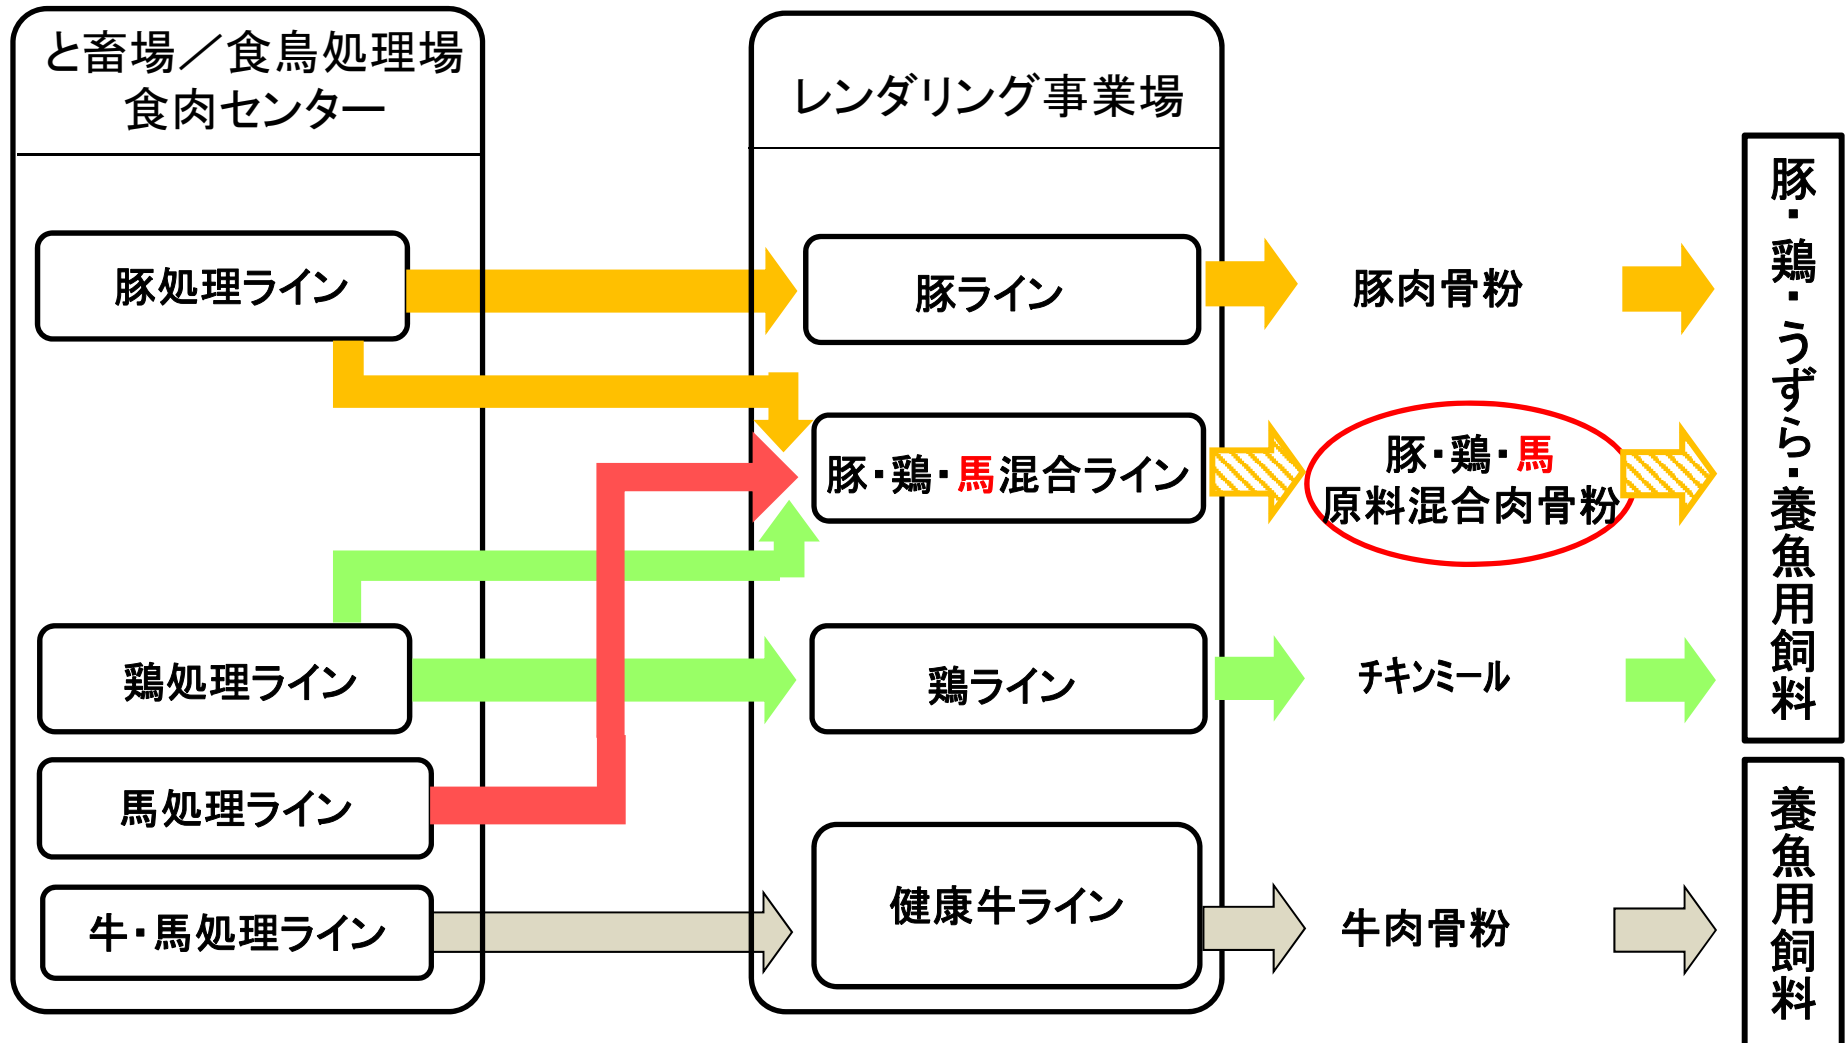 と畜場／食鳥処理場
食肉センター
レンダリング事業場
豚処理ライン
豚ライン
豚肉骨粉
豚・鶏・馬混合ライン
豚・鶏・馬
原料混合肉骨粉
鶏処理ライン
鶏ライン
チキンミール
馬処理ライン
牛・馬処理ライン
健康牛ライン
牛肉骨粉
豚・鶏・うずら・養魚用飼料
養魚用飼料